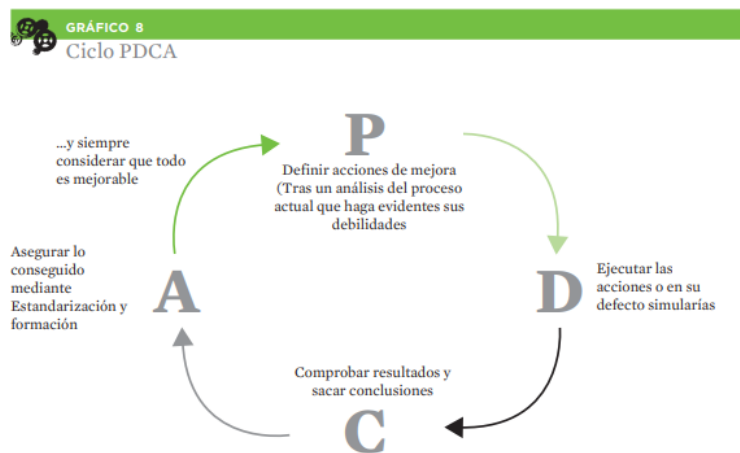 GRÁFICO 8
Ciclo PDCA
P
Definir acciones de mejora
(Tras un análisis del proceso
actual que haga evidentes sus
debilidades
...y siempre
considerar que todo
es mejorable
D
Ejecutar las
acciones o en su
defecto simularías
Comprobar resultados y
sacar conclusiones
C
A
Asegurar lo
conseguido
mediante
Estandarización y
formación